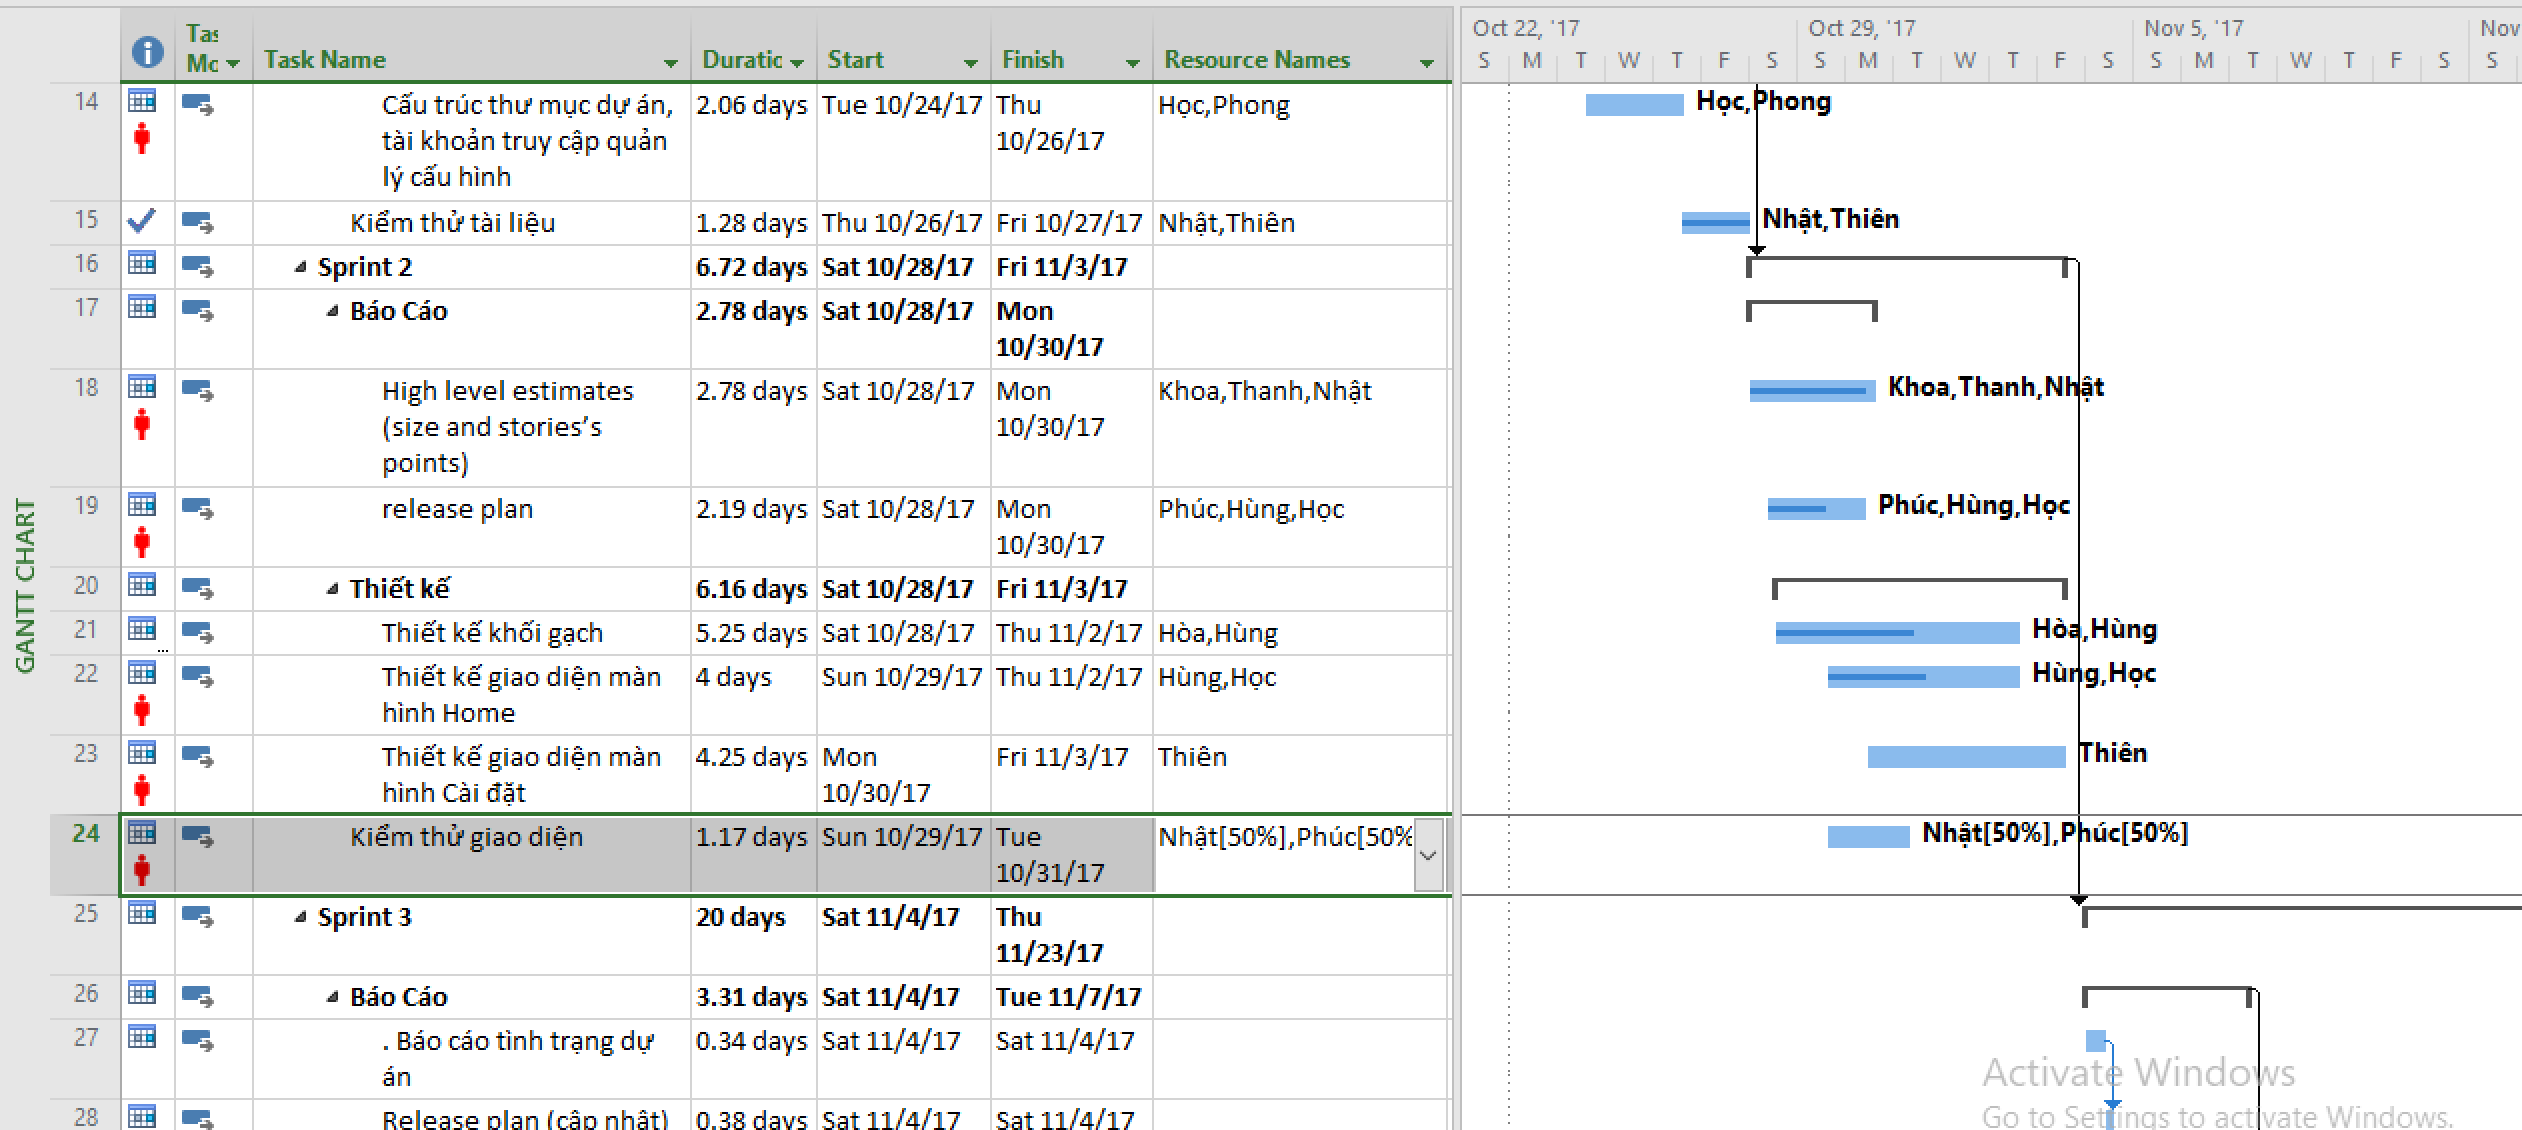 Oct 22, '17 Oct 29, '17 Nov 5, '17 Nov
Tas
Mc Task Name Duratic Start Finish Resource Names S M T W T F S S M T W T F S S M T W T F S S
14 Cấu trúc thư mục dự án, 2.06 days Tue 10/24/17 Thu Học,Phong Học,Phong
tài khoản truy cập quản 10/26/17
lý cấu hình
15 Kiểm thử tài liệu 1.28 days Thu 10/26/17 Fri 10/27/17 Nhật,Thiên Nhật,Thiên
16 Sprint 2 6.72 days Sat 10/28/17 Fri 11/3/17
17 Báo Cáo 2.78 days Sat 10/28/17 Mon
10/30/17
18 High level estimates 2.78 days Sat 10/28/17 Mon Khoa,Thanh,Nhật Khoa,Thanh,Nhật
(size and stories’s 10/30/17
points)
19 release plan 2.19 days Sat 10/28/17 Mon Phúc,Hùng,Học Phúc,Hùng,Học
10/30/17
20 Thiết kế 6.16 days Sat 10/28/17 Fri 11/3/17
21 Thiết kế khối gạch 5.25 days Sat 10/28/17 Thu 11/2/17 Hòa,Hùng Hòa,Hùng
22 Thiết kế giao diện màn 4 days Sun 10/29/17 Thu 11/2/17 Hùng,Học Hùng,Học
hình Home
23 Thiết kế giao diện màn 4.25 days Mon Fri 11/3/17 Thiên Thiên
hình Cài đặt 10/30/17
24 Kiểm thử giao diện 1.17 days Sun 10/29/17 Tue Nhật[50%],Phúc[50% Nhật[50%],Phúc[50%]
10/31/17
25 Sprint 3 20 days Sat 11/4/17 Thu
11/23/17
26 Báo Cáo 3.31 days Sat 11/4/17 Tue 11/7/17
27 . Báo cáo tình trạng dự 0.34 days Sat 11/4/17 Sat 11/4/17
án
28 Release plan (cập nhật) 0.38 days Sat 11/4/17 Sat 11/4/17
GANTT CHART
Activate Windows
Go to Settings to activate Windows.